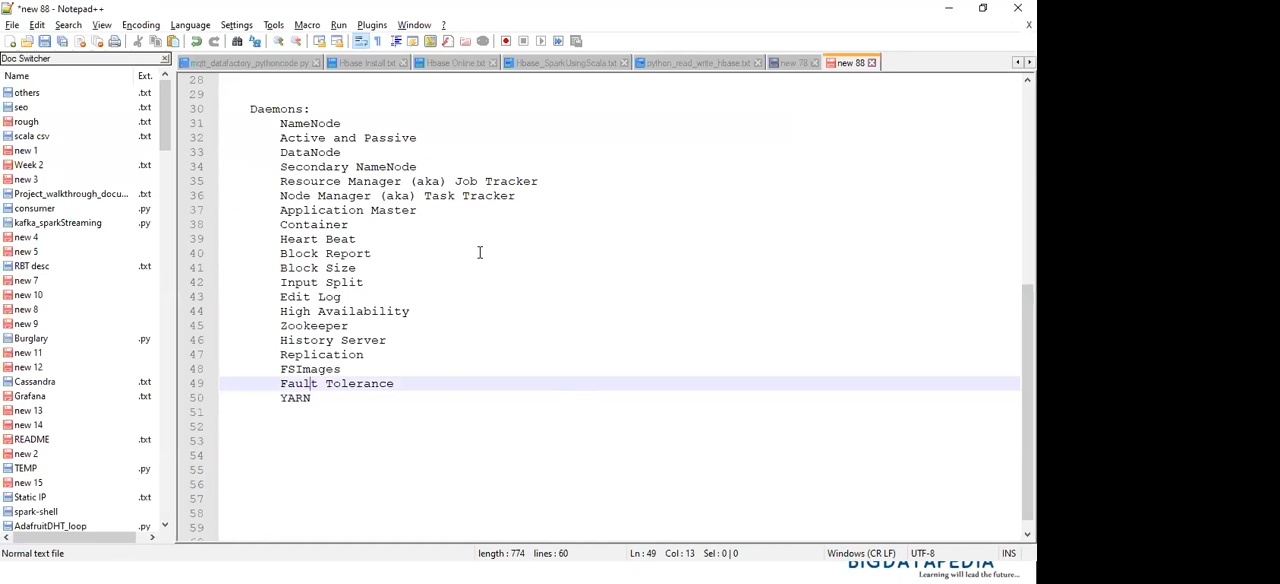 *new 88 - Notepad++
File Edit Search View Encoding Language Settings Tools Macro Run Plugins Window ? X
Doc Switcher
mqtt_datafactory_pythoncode.py Hbase Install.txt Hbase Online.txt Hbase_SparkUsingScala.txt python_read_write_hbase.txt new 78 new 88
Name Ext.
others .txt
seo .txt
rough .txt
scala csv .txt
new 1
Week 2 .txt
new 3
Project_walkthrough_docu... .txt
consumer .py
kafka_sparkStreaming .py
new 4
new 5
RBT desc .txt
new 7
new 10
new 8
new 9
Burglary .py
new 11
new 12
Cassandra .txt
Grafana .txt
new 13
new 14
README .txt
new 2
TEMP .py
new 15
Static IP .txt
spark-shell
AdafruitDHT_loop .py
28
29
30 Daemons:
31 NameNode
32 Active and Passive
33 DataNode
34 Secondary NameNode
35 Resource Manager (aka) Job Tracker
36 Node Manager (aka) Task Tracker
37 Application Master
38 Container
39 Heart Beat
40 Block Report
41 Block Size
42 Input Split
43 Edit Log
44 High Availability
45 Zookeeper
46 History Server
47 Replication
48 FSImages
49 Fault Tolerance
50 YARN
51
52
53
54
55
56
57
58
59
Normal text file length : 774 lines : 60 Ln : 49 Col : 13 Sel : 0 | 0 Windows (CR LF) UTF-8 INS
BIGDATAPEDIA
Learning will lead the future...